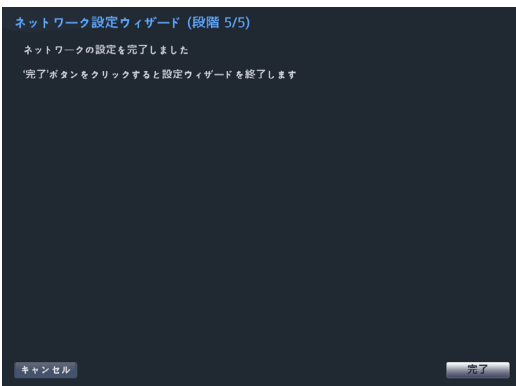 ネットワーク設定ウィザード (段階 5/5)
ネットワークの設定を完了しました
'完了'ボタンをクリックすると設定ウィザードを終了します
キャンセル
完了